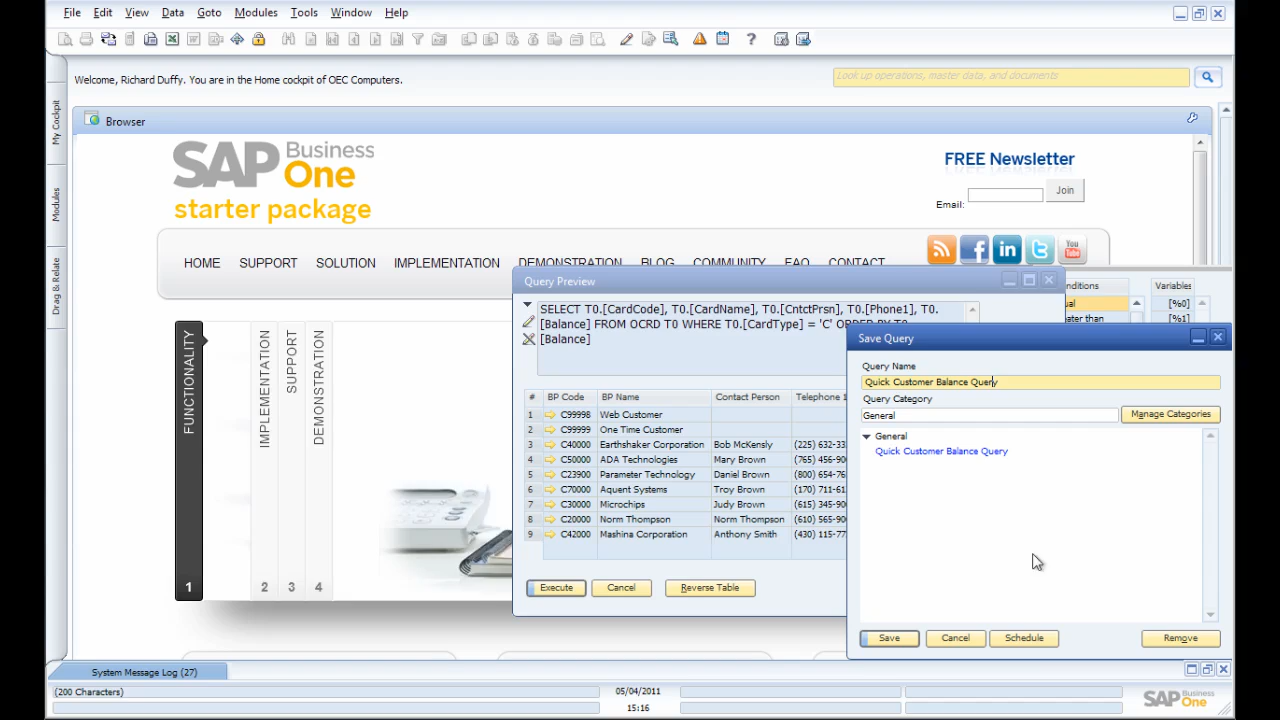 File Edit View Data Goto Modules Tools Window Help
Welcome, Richard Duffy. You are in the Home cockpit of OEC Computers.
Look up operations, master data, and documents
My Cockpit
Modules
Drag & Relate
Browser
SAP Business One
starter package
FREE Newsletter
Email:
Join
HOME SUPPORT SOLUTION IMPLEMENTATION DEMONSTRATION BLOG COMMUNITY FAQ CONTACT
You Tube
FUNCTIONALITY
IMPLEMENTATION
SUPPORT
DEMONSTRATION
1 2 3 4
Query Preview
SELECT T0.[CardCode], T0.[CardName], T0.[CntctPrsn], T0.[Phone1], T0.
[Balance] FROM OCRD T0 WHERE T0.[CardType] = 'C' ORDER BY T0.
[Balance]
# BP Code BP Name Contact Person Telephone 1
1 C99998 Web Customer
2 C99999 One Time Customer
3 C40000 Earthshaker Corporation Bob McKensly (225) 632-33
4 C50000 ADA Technologies Mary Brown (765) 456-90
5 C23900 Parameter Technology Daniel Brown (800) 654-76
6 C70000 Aquent Systems Troy Brown (170) 711-61
7 C30000 Microchips Judy Brown (615) 345-90
8 C20000 Norm Thompson Norm Thompson (610) 565-90
9 C42000 Mashina Corporation Anthony Smith (430) 115-77
Execute Cancel Reverse Table
nditions Variables
ual [%0]
eater than [%1]
Save Query
Query Name
Quick Customer Balance Query
Query Category
General
Manage Categories
General
Quick Customer Balance Query
Save Cancel Schedule Remove
System Message Log (27)
(200 Characters)
05/04/2011
15:16
SAP Business One